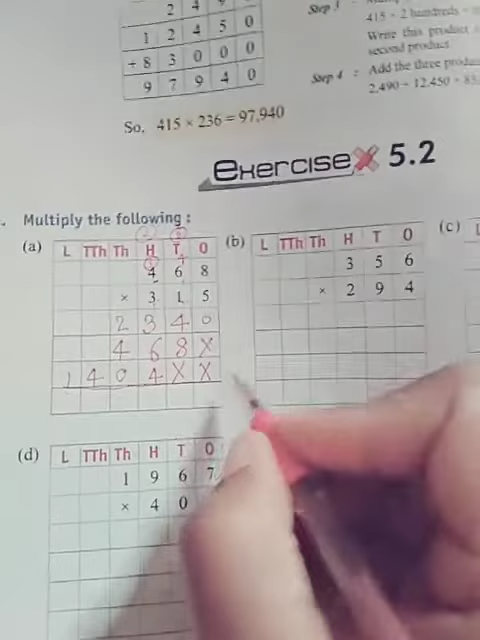 2 4
1 2 4 5 0
+ 8 3 0 0 0
9 7 9 4 0
So, 415 × 236 = 97,940
Step 3 :
415 × 2 hundreds =
Write this product
second product
Step 4 : Add the three
2,490 + 12,450 +
Exercise 5.2
Multiply the following :
(a) L TTh Th H T O
4 6 8
× 3 1 5
2 3 4 0
4 6 8 X
1 4 0 4 X X
(b) L TTh Th H T O
3 5 6
× 2 9 4
(c) L
(d) L TTh Th H T O
1 9 6 7
× 4 0